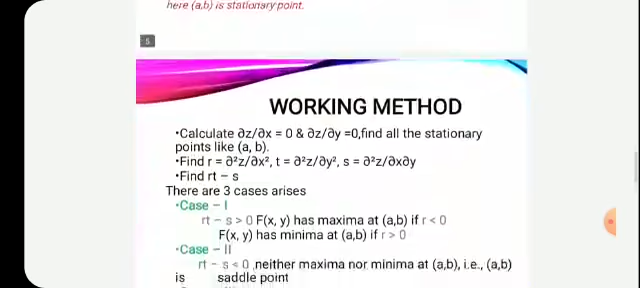 here (a,b) is stationary point.
5
WORKING METHOD
•Calculate ∂z/∂x = 0 & ∂z/∂y =0,find all the stationary
points like (a, b).
•Find r = ∂²z/∂x², t = ∂²z/∂y², s = ∂²z/∂x∂y
•Find rt – s
There are 3 cases arises
•Case – I
rt – s > 0 F(x, y) has maxima at (a,b) if r < 0
F(x, y) has minima at (a,b) if r > 0
•Case – II
rt – s < 0 ,neither maxima nor minima at (a,b), i.e., (a,b)
is saddle point